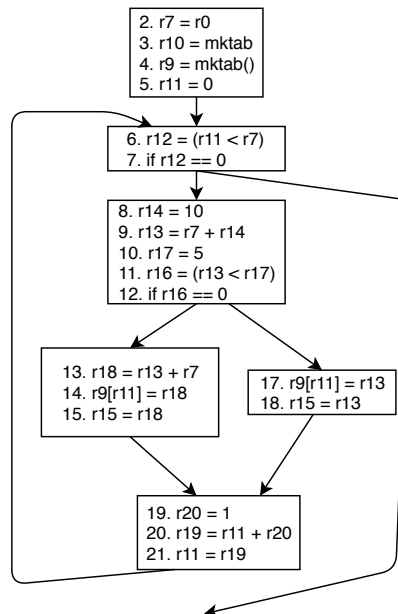 2. r7 = r0
3. r10 = mktab
4. r9 = mktab()
5. r11 = 0
6. r12 = (r11 < r7)
7. if r12 == 0
8. r14 = 10
9. r13 = r7 + r14
10. r17 = 5
11. r16 = (r13 < r17)
12. if r16 == 0
13. r18 = r13 + r7
14. r9[r11] = r18
15. r15 = r18
17. r9[r11] = r13
18. r15 = r13
19. r20 = 1
20. r19 = r11 + r20
21. r11 = r19